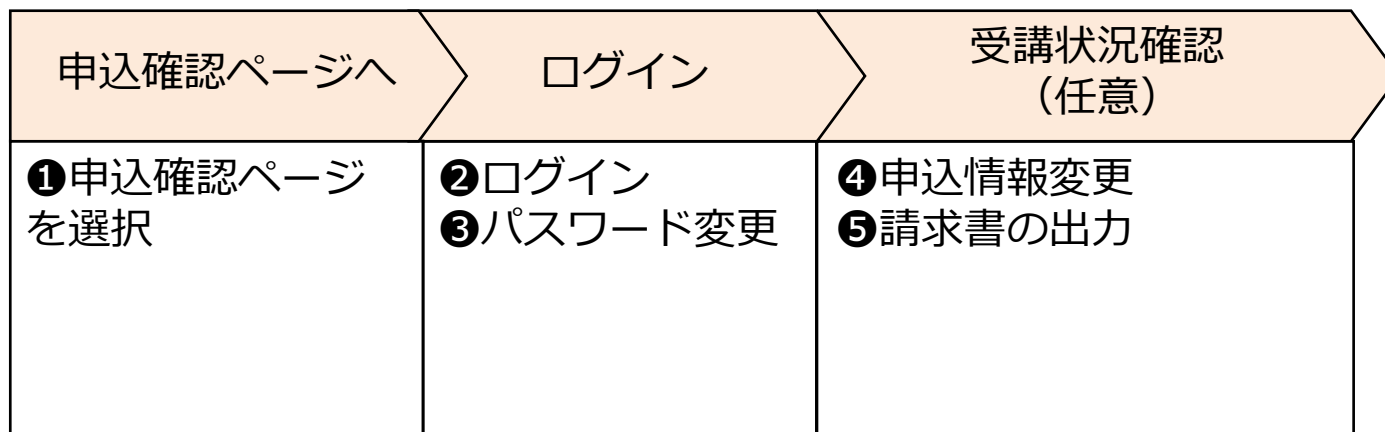 申込確認ページへ
ログイン
受講状況確認
（任意）
❶申込確認ページ
を選択
❷ログイン
❸パスワード変更
❹申込情報変更
❺請求書の出力